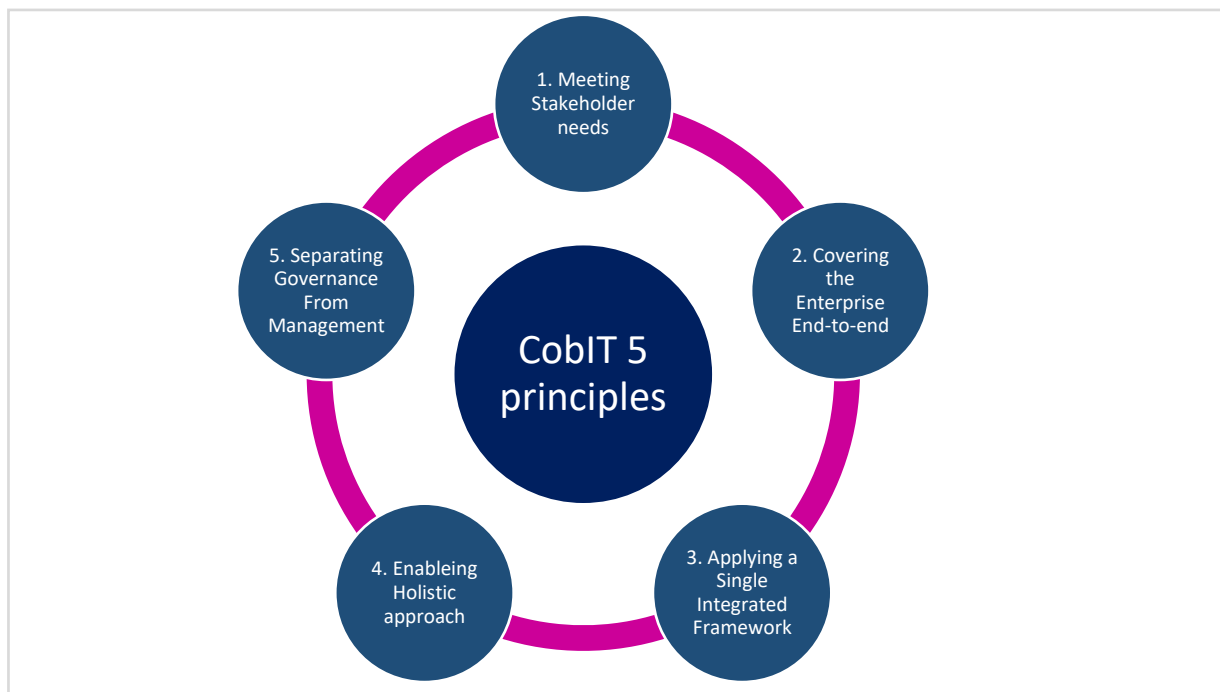 1. Meeting
Stakeholder
needs
2. Covering
the
Enterprise
End-to-end
3. Applying a
Single
Integrated
Framework
4. Enableing
Holistic
approach
5. Separating
Governance
From
Management
CobIT 5
principles